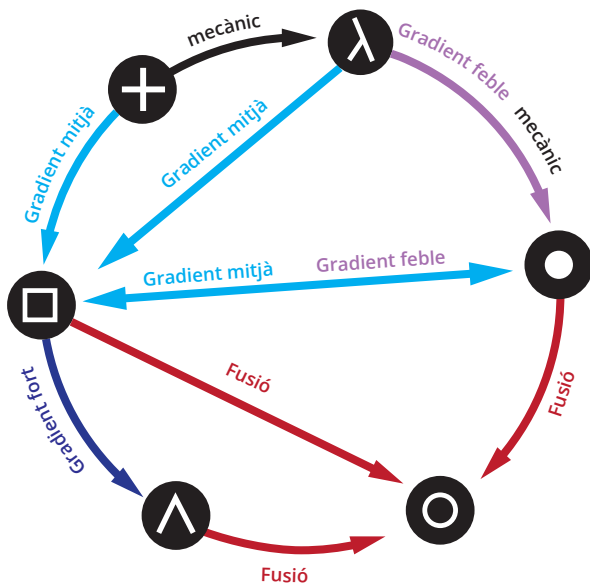 mecànic
Gradient feble
mecànic
Gradient mitjà
Gradient mitjà
Gradient mitjà
Gradient feble
Fusió
Gradient fort
Fusió
Fusió